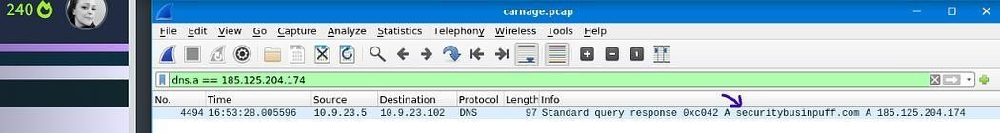 240
carnage.pcap
File Edit View Go Capture Analyze Statistics Telephony Wireless Tools Help
dns.a == 185.125.204.174
No. Time Source Destination Protocol Length Info
4494 16:53:28.005596 10.9.23.5 10.9.23.102 DNS 97 Standard query response 0xc042 A securitybusinpuff.com A 185.125.204.174